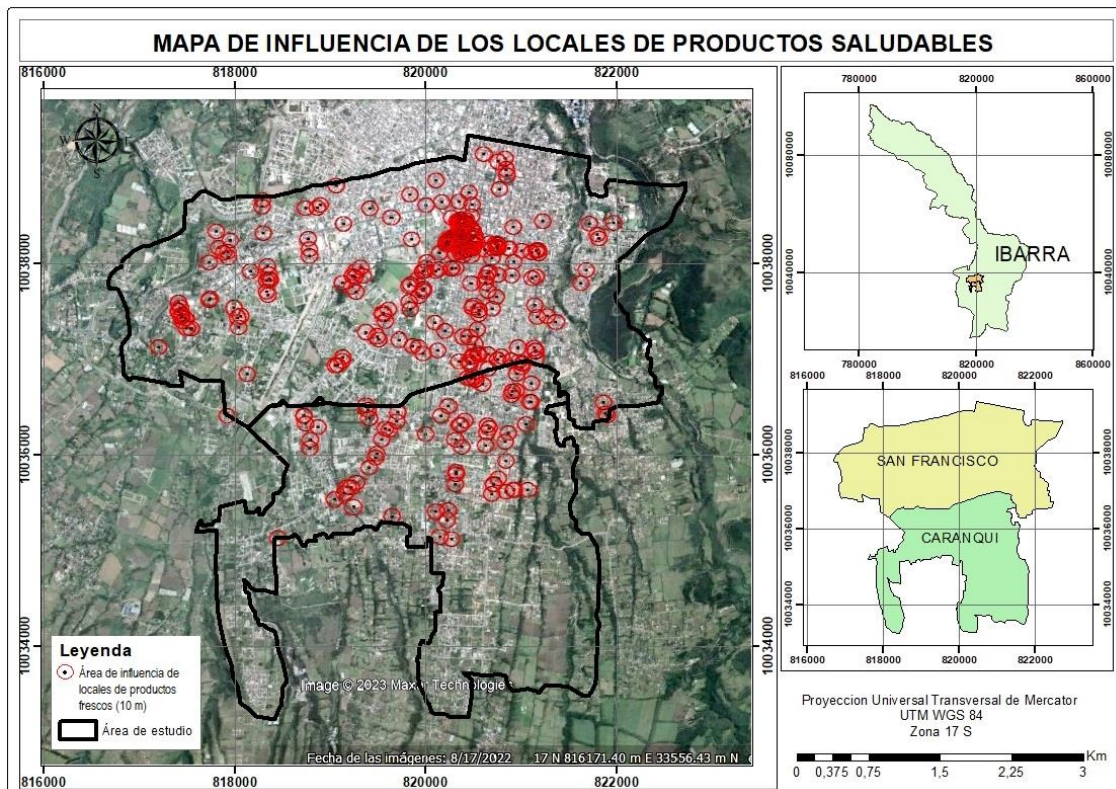 MAPA DE INFLUENCIA DE LOS LOCALES DE PRODUCTOS SALUDABLES
816000 818000 820000 822000
N
W
E
S
10038000
10036000
10034000
10038000
10036000
10034000
Leyenda
Área de influencia de
locales de productos
frescos (10 m)
Área de estudio
Image © 2023 Maxar Technologies
Fecha de las imágenes: 8/17/2022 17 N 816171.40 m E 33556.43 m N
816000 818000 820000 822000
780000 820000 860000
10080000
10040000
10080000
10040000
IBARRA
780000 820000 860000
816000 818000 820000 822000
10038000
10036000
10034000
10038000
10036000
10034000
SAN FRANCISCO
CARANQUI
816000 818000 820000 822000
Proyeccion Universal Transversal de Mercator
UTM WGS 84
Zona 17 S
Km
0 0,375 0,75 1,5 2,25 3